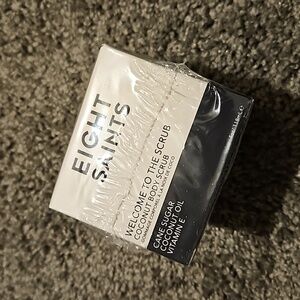 EIGHT
SAINTS
WELCOME TO THE SCRUB
COCONUT BODY SCRUB
CANE SUGAR
COCONUT OIL
VITAMIN E